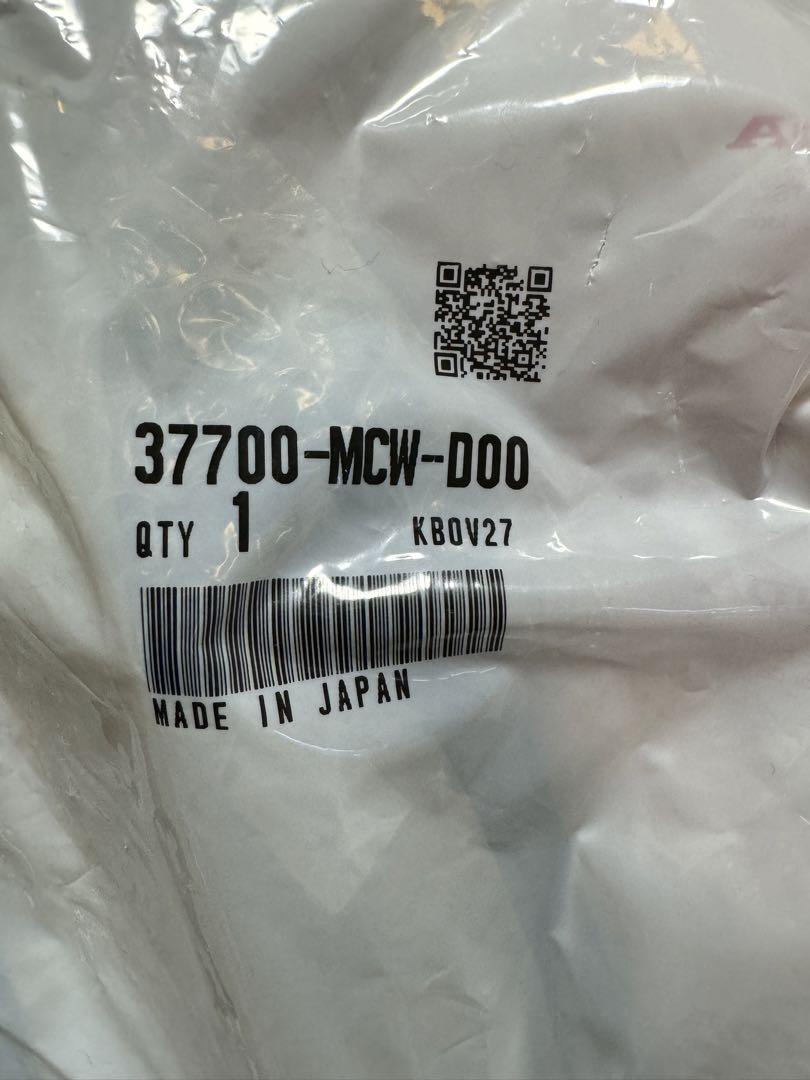 37700-MCW-D00
QTY 1 KBOV27
MADE IN JAPAN